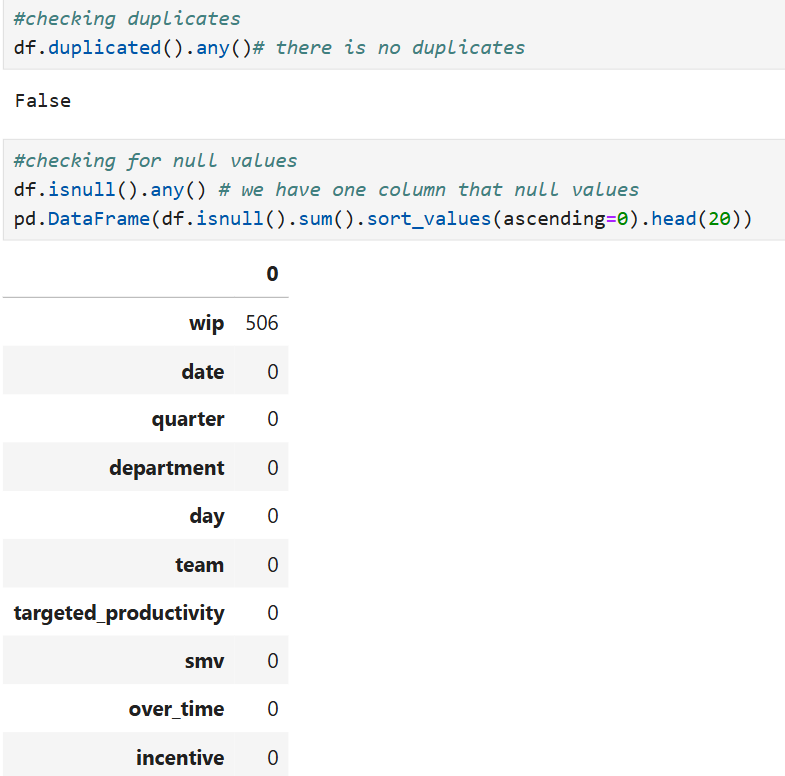 #checking duplicates
df.duplicated().any()# there is no duplicates
False
#checking for null values
df.isnull().any() # we have one column that null values
pd.DataFrame(df.isnull().sum().sort_values(ascending=0).head(20))
0
wip 506
date 0
quarter 0
department 0
day 0
team 0
targeted_productivity 0
smv 0
over_time 0
incentive 0